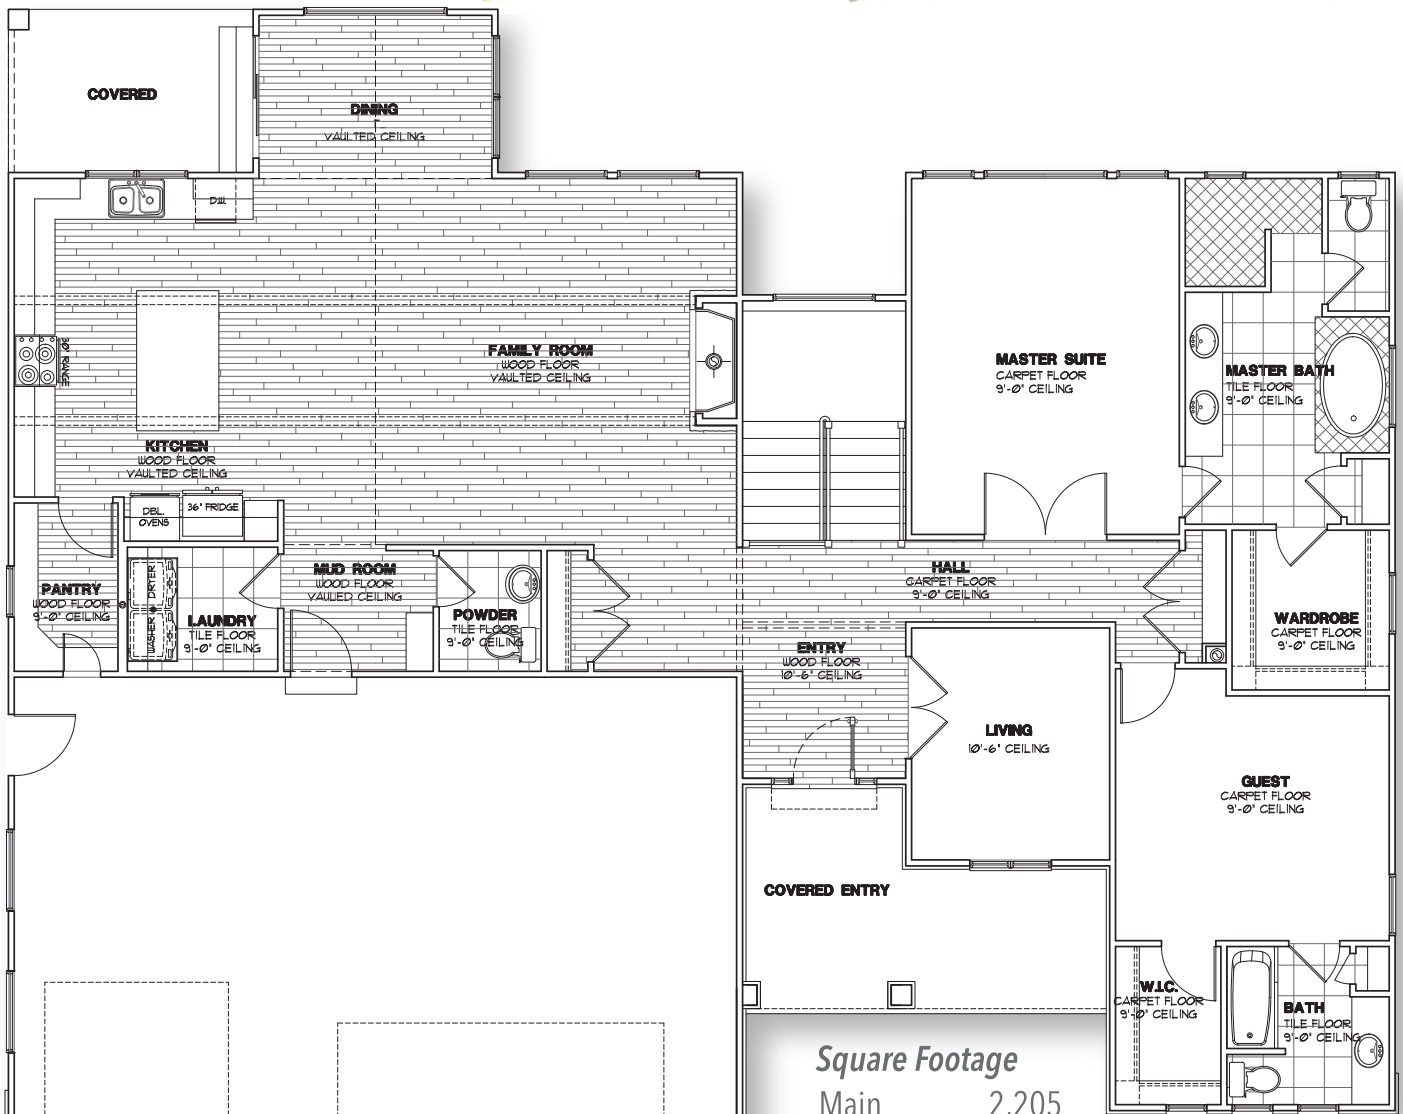 COVERED
DINING
VAULTED CEILING
D.W.
30" RANGE
FAMILY ROOM
WOOD FLOOR
VAULTED CEILING
MASTER SUITE
CARPET FLOOR
9'-0" CEILING
MASTER BATH
TILE FLOOR
9'-0" CEILING
KITCHEN
WOOD FLOOR
VAULTED CEILING
DBL.
OVENS
36" FRIDGE
PANTRY
WOOD FLOOR
9'-0" CEILING
WASHER
DRYER
LAUNDRY
TILE FLOOR
9'-0" CEILING
MUD ROOM
WOOD FLOOR
VAULTED CEILING
POWDER
TILE FLOOR
9'-0" CEILING
HALL
CARPET FLOOR
9'-0" CEILING
WARDROBE
CARPET FLOOR
9'-0" CEILING
ENTRY
WOOD FLOOR
10'-6" CEILING
LIVING
10'-6" CEILING
GUEST
CARPET FLOOR
9'-0" CEILING
COVERED ENTRY
W.I.C.
CARPET FLOOR
9'-0" CEILING
BATH
TILE FLOOR
9'-0" CEILING
Square Footage
Main 2,205